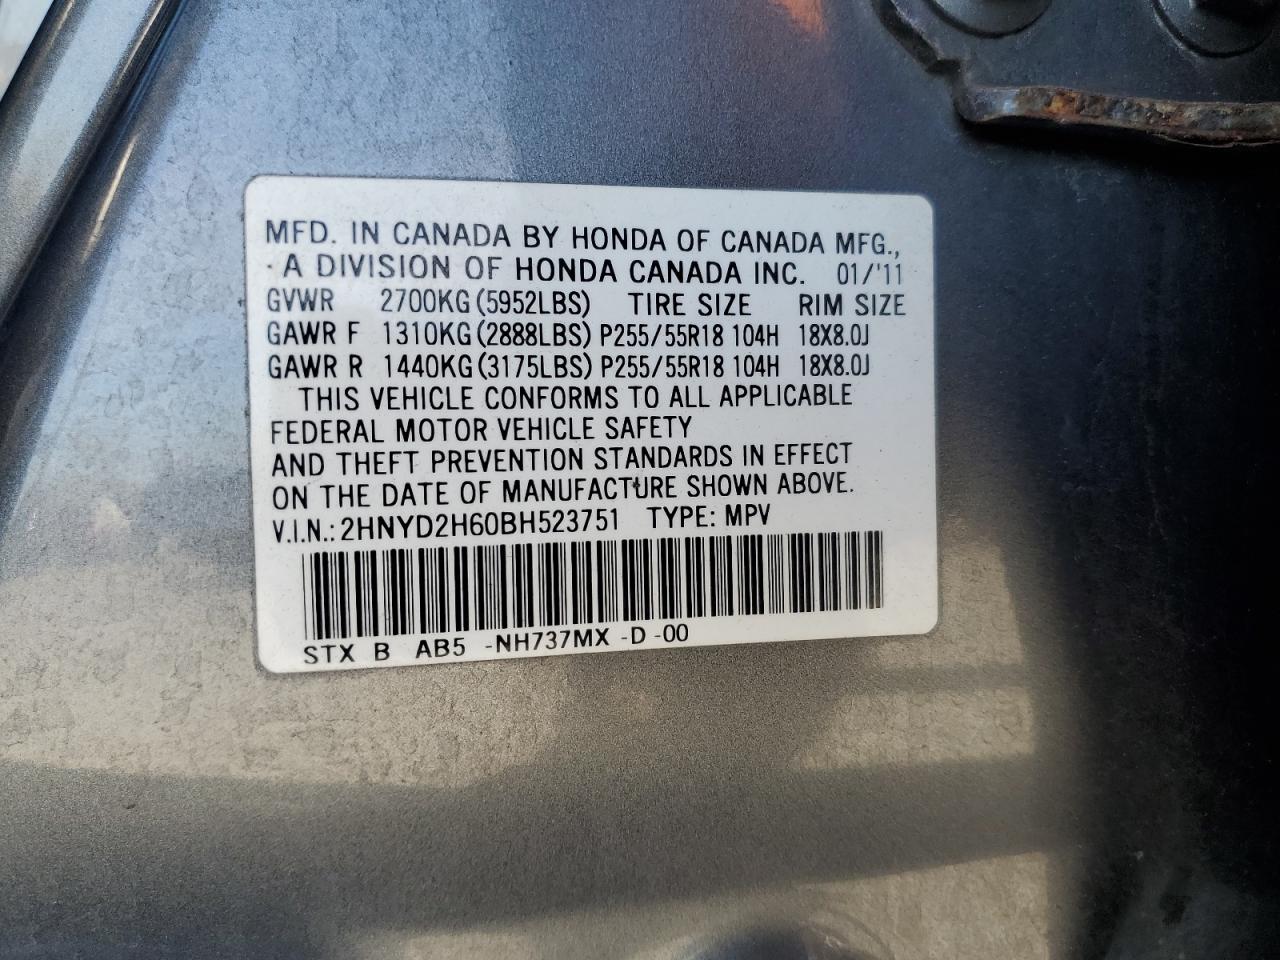 MFD. IN CANADA BY HONDA OF CANADA MFG.,
A DIVISION OF HONDA CANADA INC. 01/'11
GVWR 2700KG(5952LBS) TIRE SIZE RIM SIZE
GAWR F 1310KG(2888LBS) P255/55R18 104H 18X8.0J
GAWR R 1440KG(3175LBS) P255/55R18 104H 18X8.0J
THIS VEHICLE CONFORMS TO ALL APPLICABLE
FEDERAL MOTOR VEHICLE SAFETY
AND THEFT PREVENTION STANDARDS IN EFFECT
ON THE DATE OF MANUFACTURE SHOWN ABOVE.
V.I.N.: 2HNYD2H60BH523751 TYPE: MPV
STX B AB5 -NH737MX -D -00